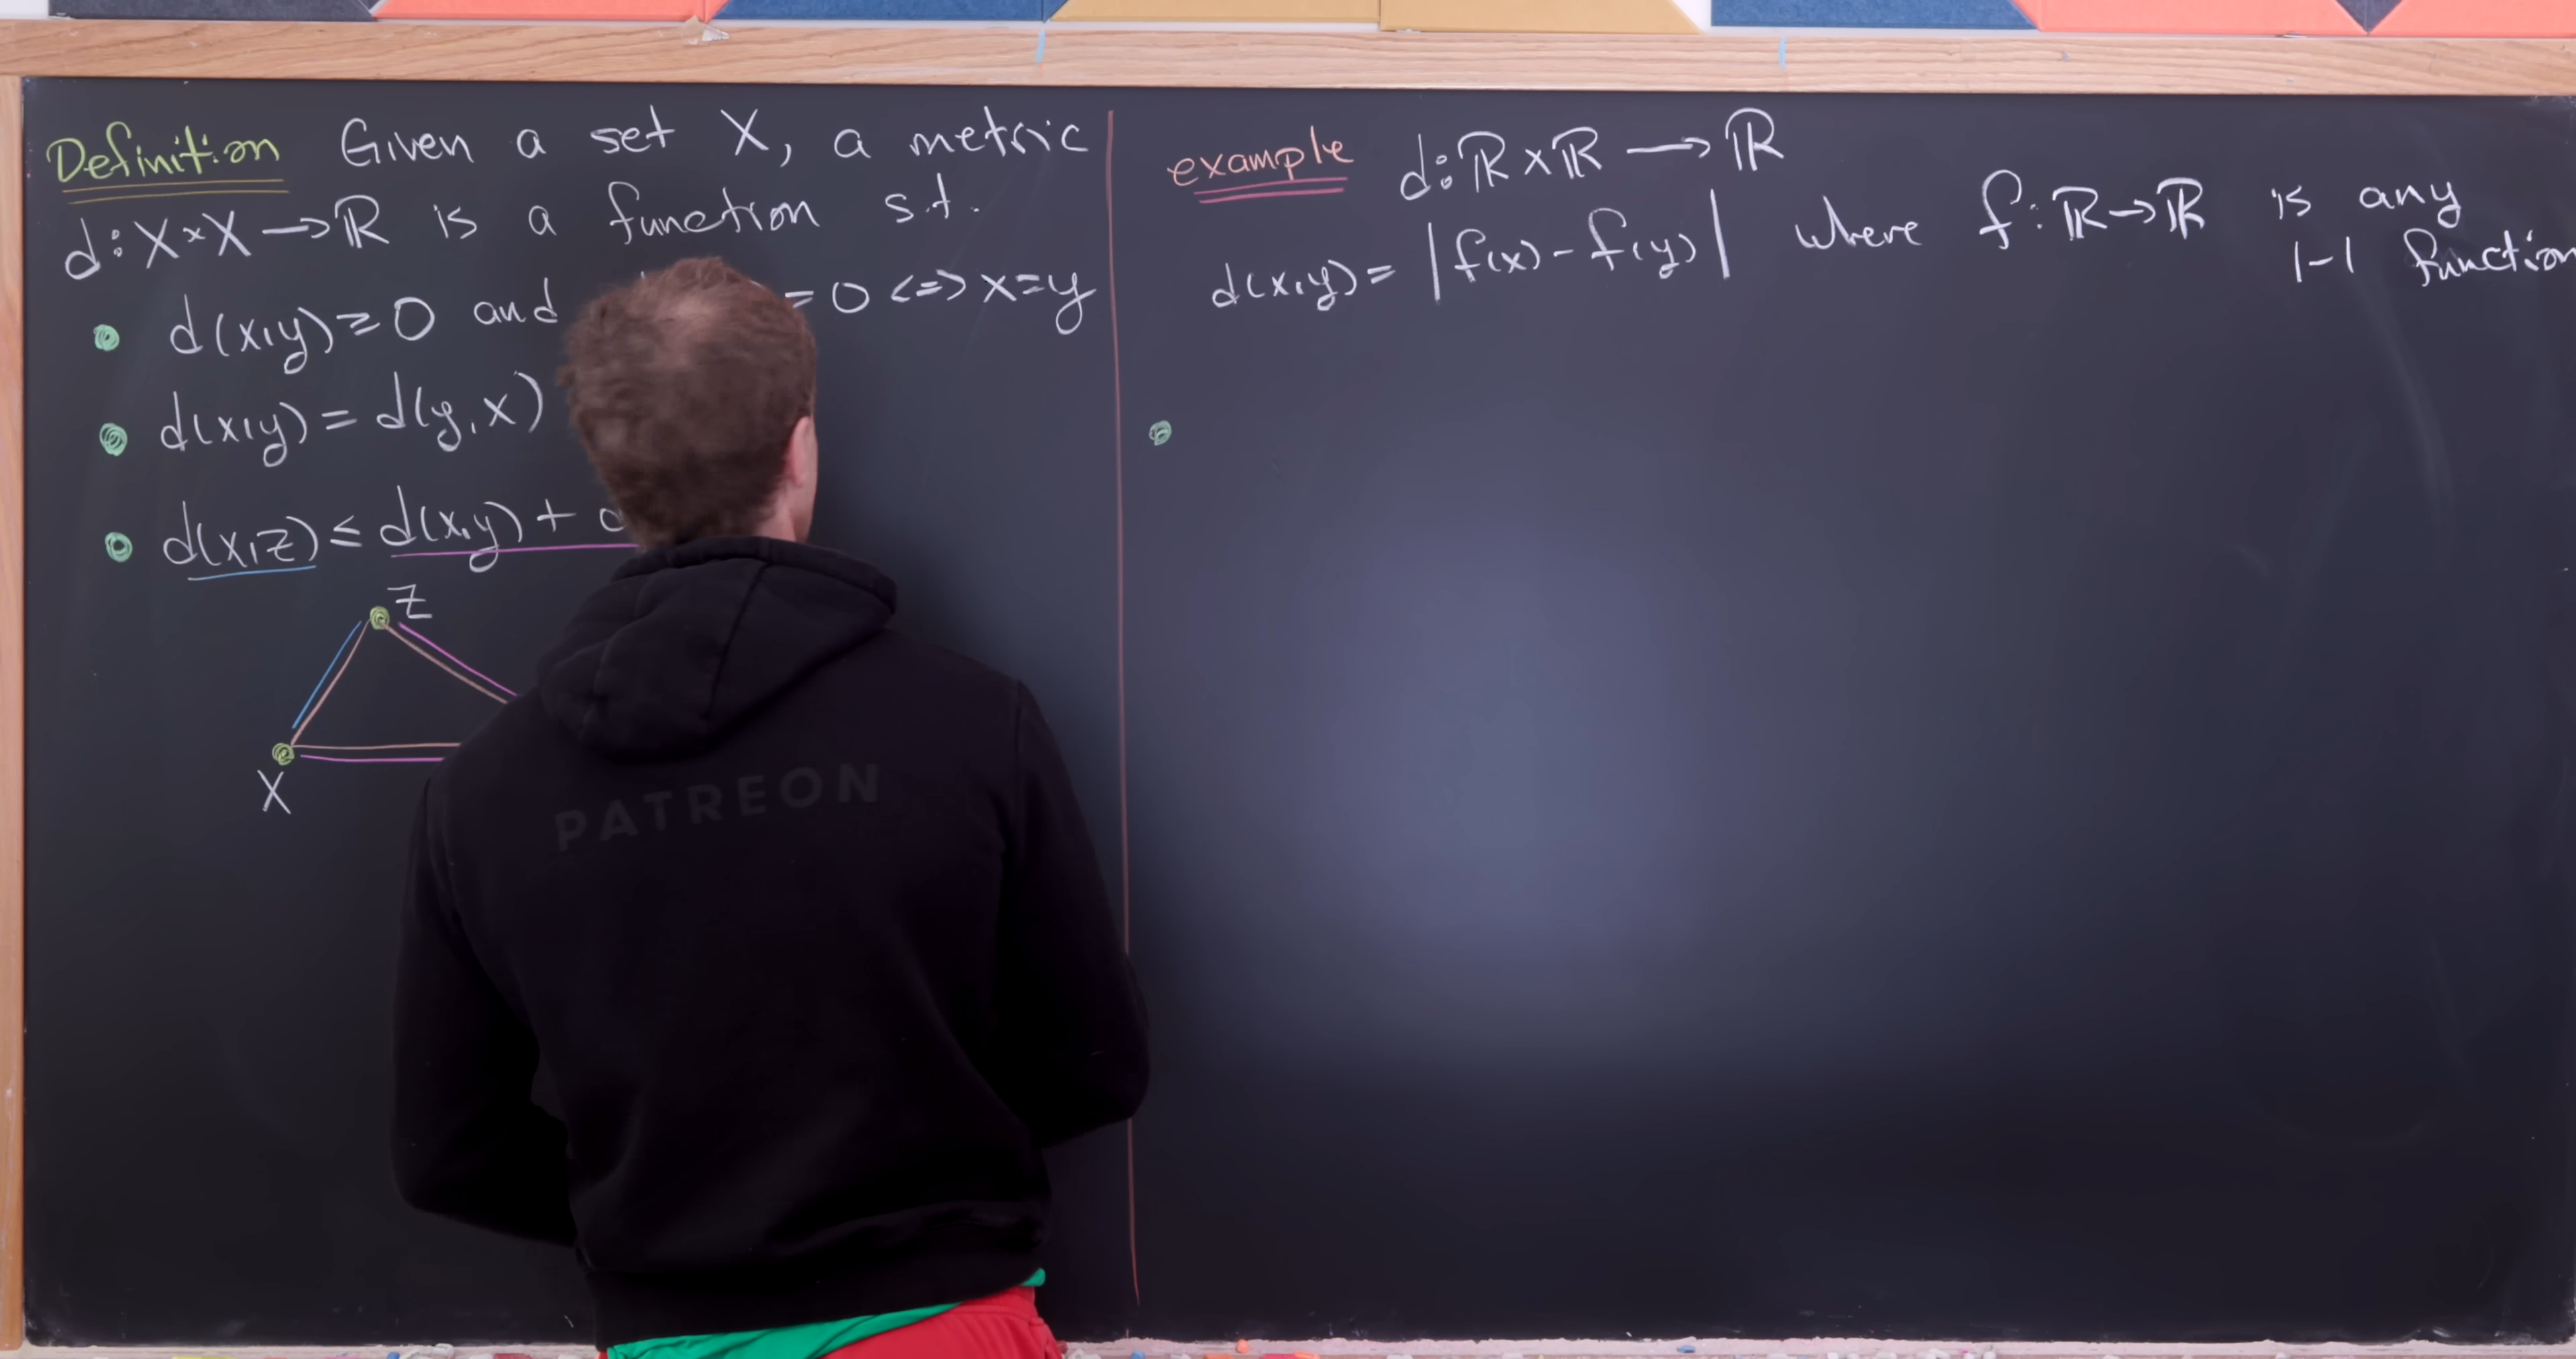 Definition Given a set X, a metric
d: X×X→ℝ is a function s.t.
• d(x,y)≥0 and =0 <=> x=y
• d(x,y)=d(y,x)
• d(x,z)≤d(x,y)+
Z
X
PATREON
example d:ℝ×ℝ→ℝ
d(x,y)=|f(x)-f(y)| where f:ℝ→ℝ is any
1-1 function
•